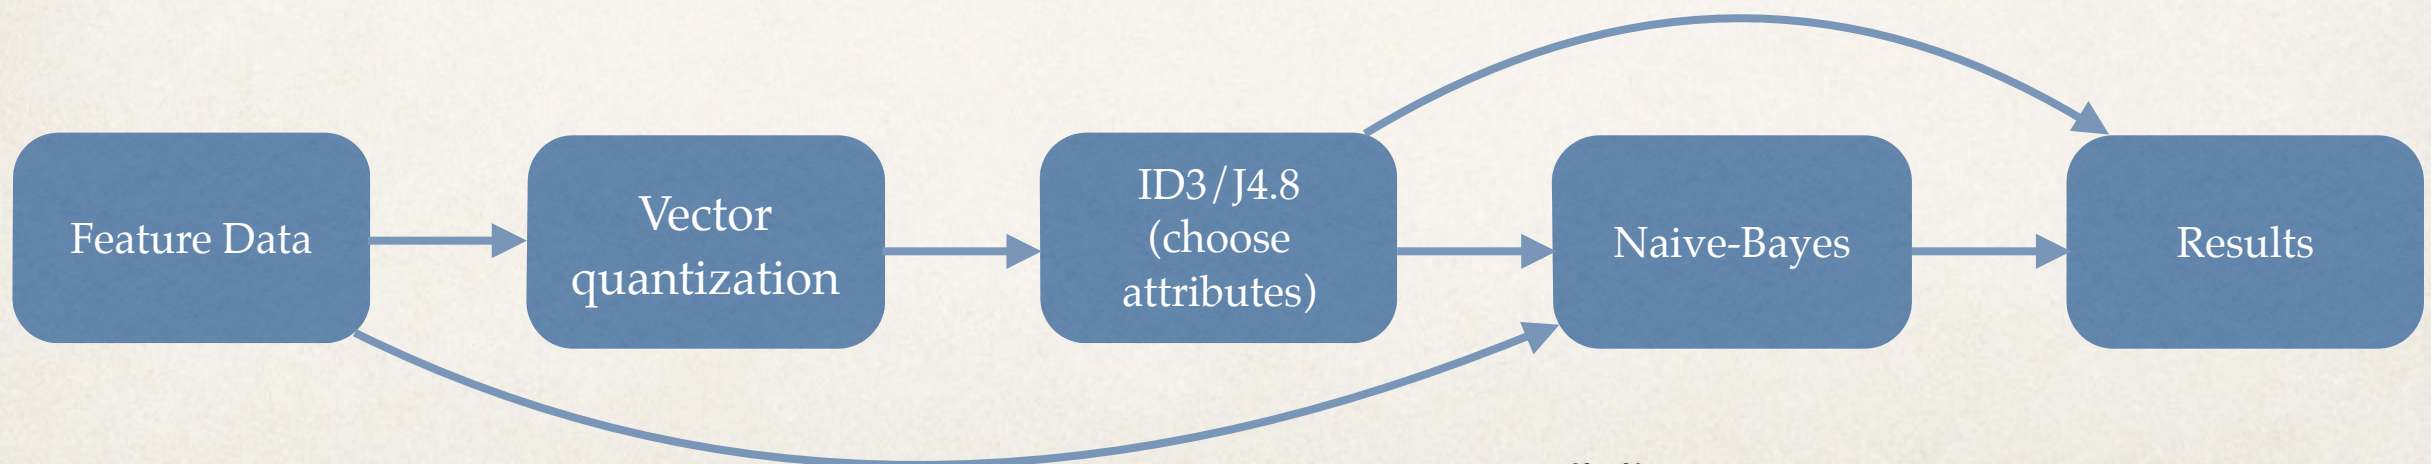 Feature Data
Vector
quantization
ID3/J4.8
(choose
attributes)
Naive-Bayes
Results